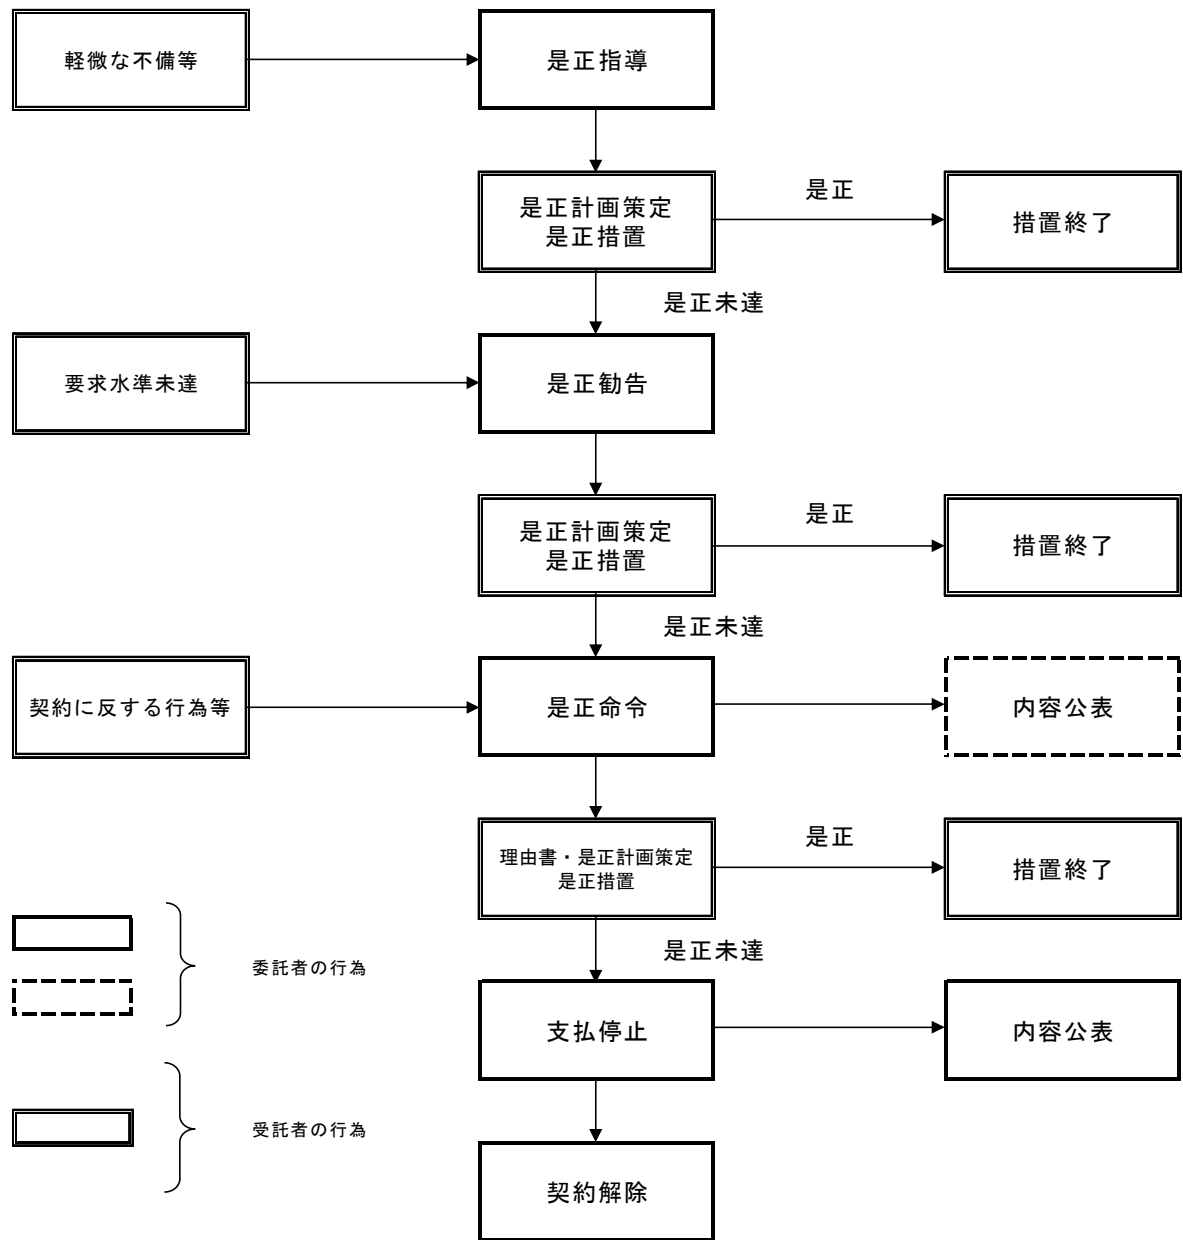 軽微な不備等
是正指導
是正計画策定
是正措置
是正
措置終了
是正未達
要求水準未達
是正勧告
是正計画策定
是正措置
是正
措置終了
是正未達
契約に反する行為等
是正命令
内容公表
理由書・是正計画策定
是正措置
是正
措置終了
是正未達
委託者の行為
支払停止
内容公表
受託者の行為
契約解除